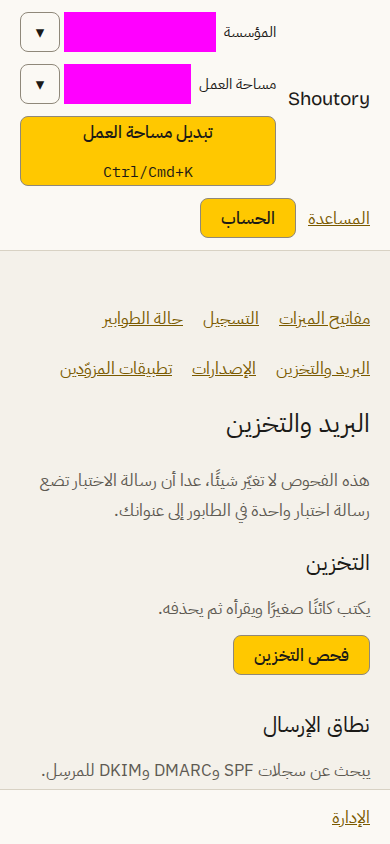 المؤسسة
▼
مساحة العمل
▼
Shoutory
تبديل مساحة العمل
Ctrl/Cmd+K
المساعدة
الحساب
مفاتيح الميزات التسجيل حالة الطوابير
البريد والتخزين الإصدارات تطبيقات المزوّدين
البريد والتخزين
هذه الفحوص لا تغيّر شيئًا، عدا أن رسالة الاختبار تضع
رسالة اختبار واحدة في الطابور إلى عنوانك.
التخزين
يكتب كائنًا صغيرًا ويقرأه ثم يحذفه.
فحص التخزين
نطاق الإرسال
يبحث عن سجلات SPF وDMARC وDKIM للمرسِل.
الإدارة